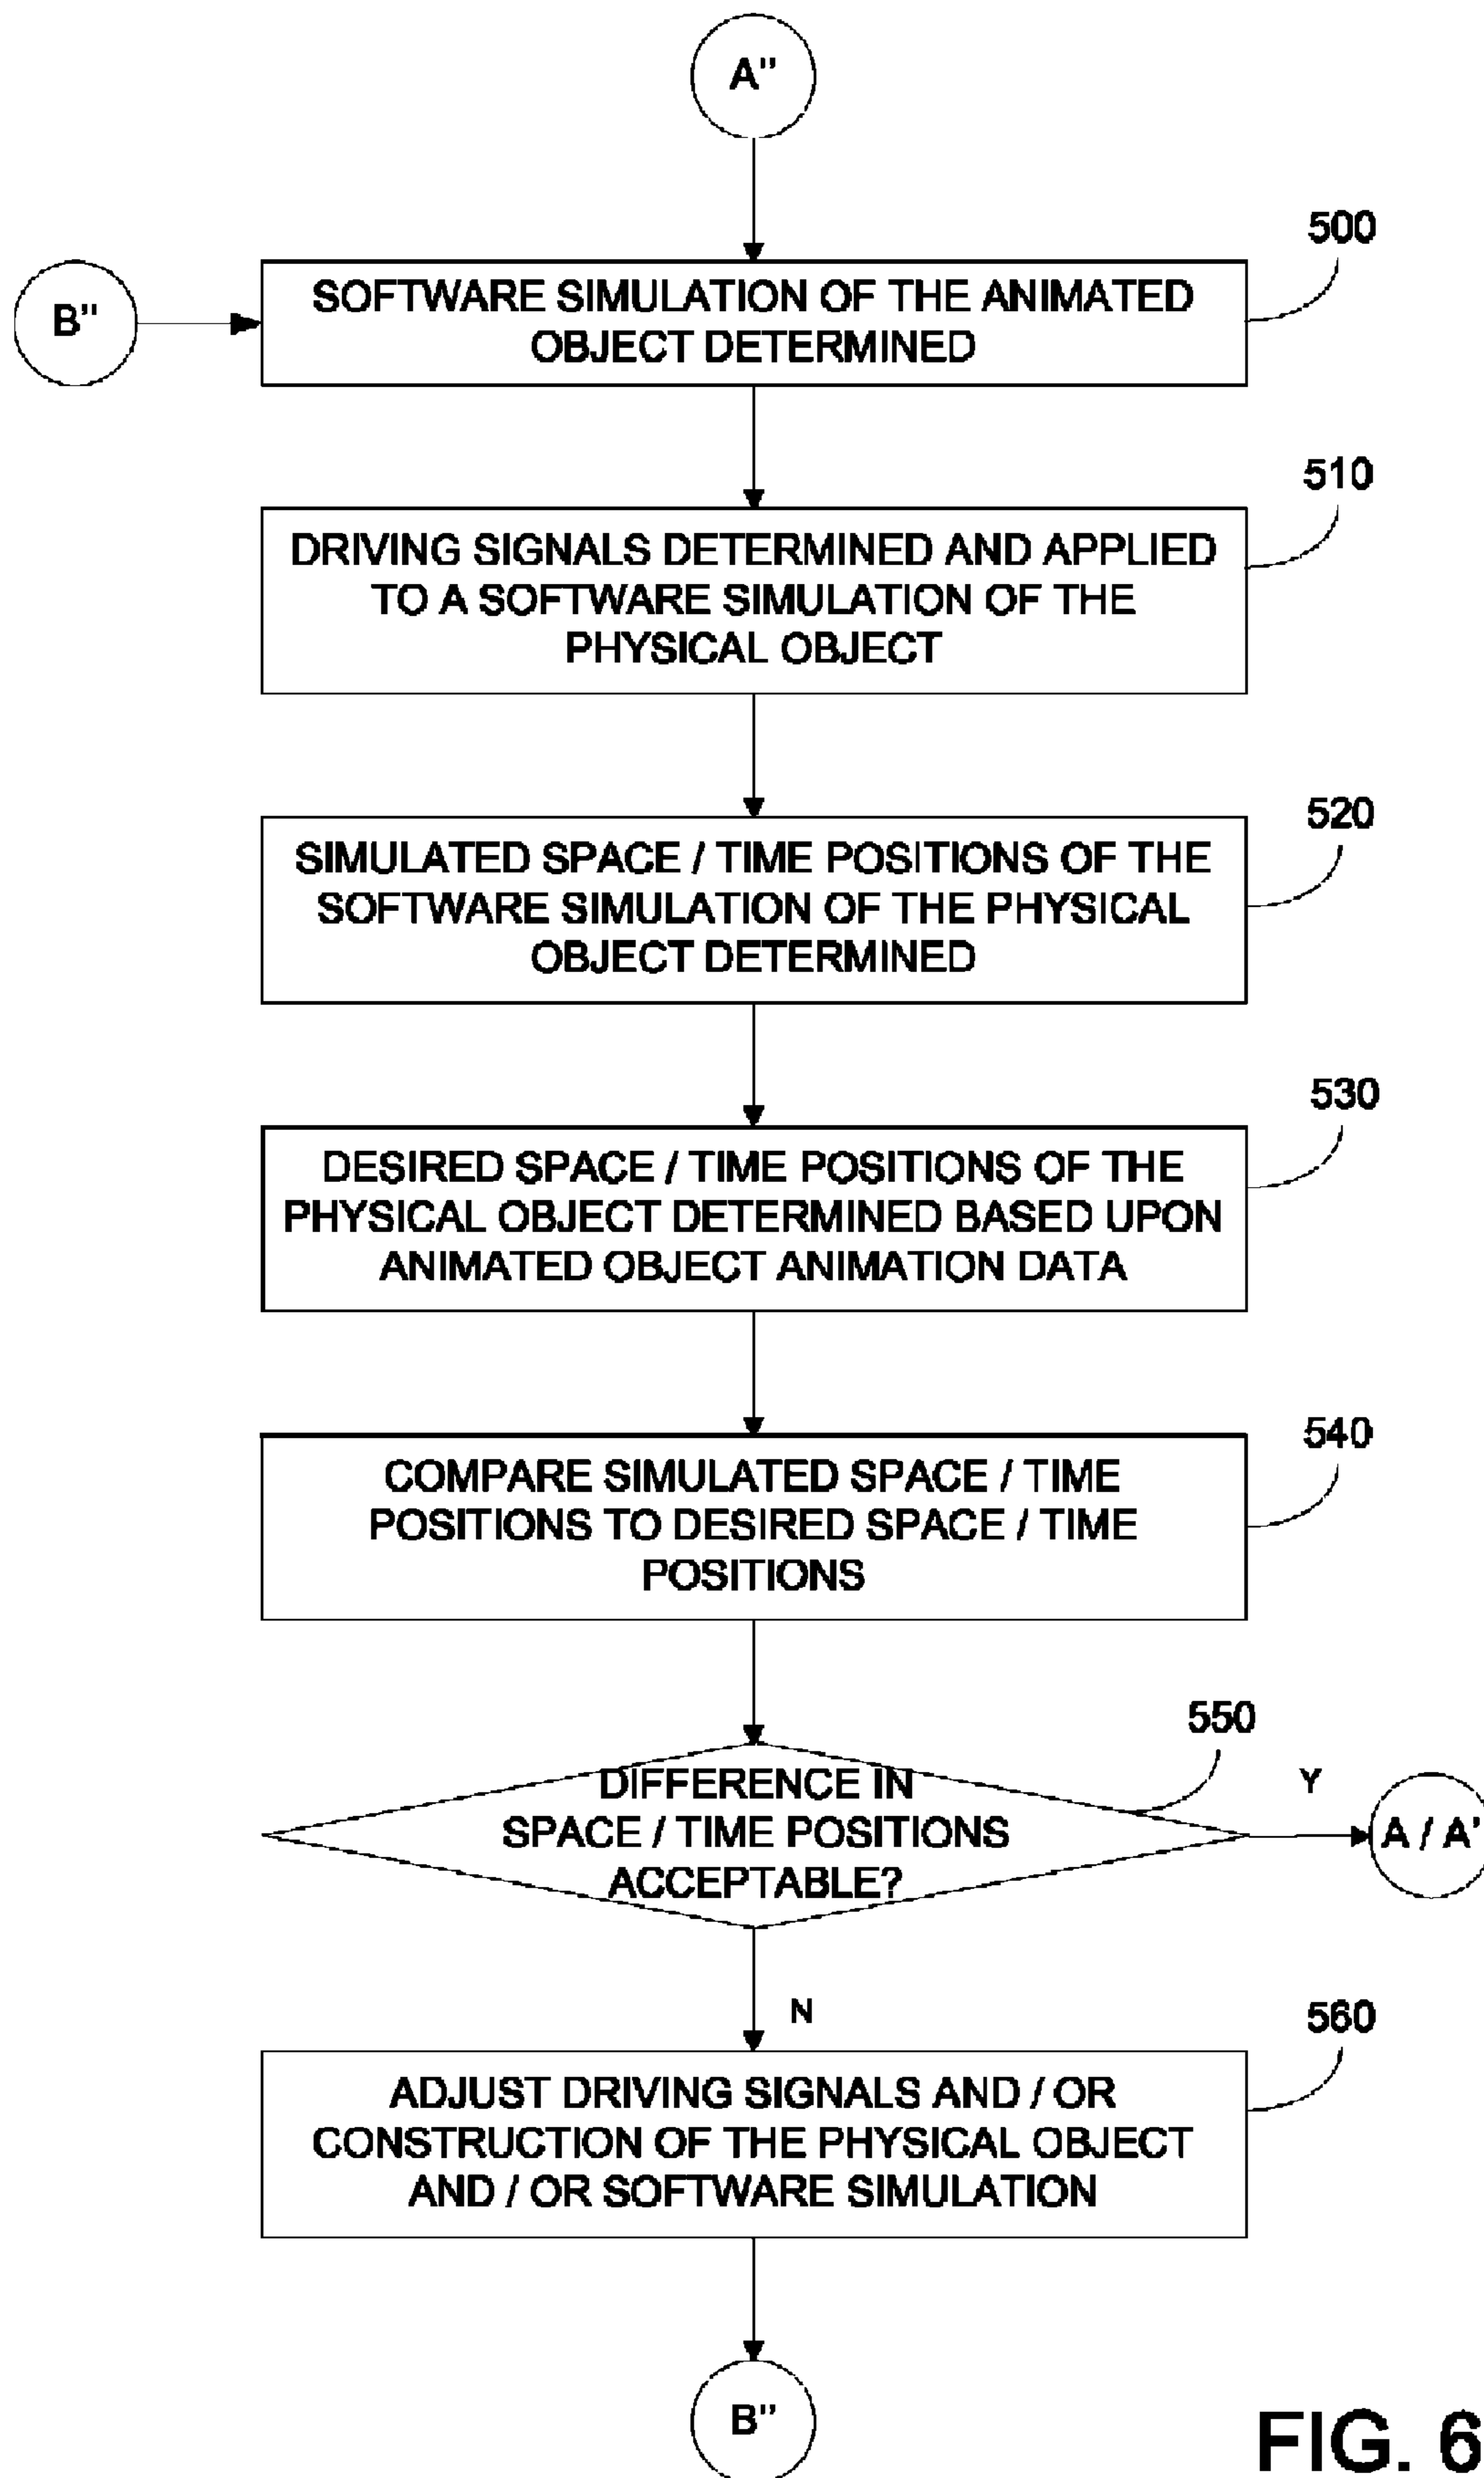 A"
500
B"
SOFTWARE SIMULATION OF THE ANIMATED
OBJECT DETERMINED
510
DRIVING SIGNALS DETERMINED AND APPLIED
TO A SOFTWARE SIMULATION OF THE
PHYSICAL OBJECT
520
SIMULATED SPACE / TIME POSITIONS OF THE
SOFTWARE SIMULATION OF THE PHYSICAL
OBJECT DETERMINED
530
DESIRED SPACE / TIME POSITIONS OF THE
PHYSICAL OBJECT DETERMINED BASED UPON
ANIMATED OBJECT ANIMATION DATA
540
COMPARE SIMULATED SPACE / TIME
POSITIONS TO DESIRED SPACE / TIME
POSITIONS
550
DIFFERENCE IN
SPACE / TIME POSITIONS
ACCEPTABLE?
Y
A / A'
N
560
ADJUST DRIVING SIGNALS AND / OR
CONSTRUCTION OF THE PHYSICAL OBJECT
AND / OR SOFTWARE SIMULATION
B"
FIG. 6